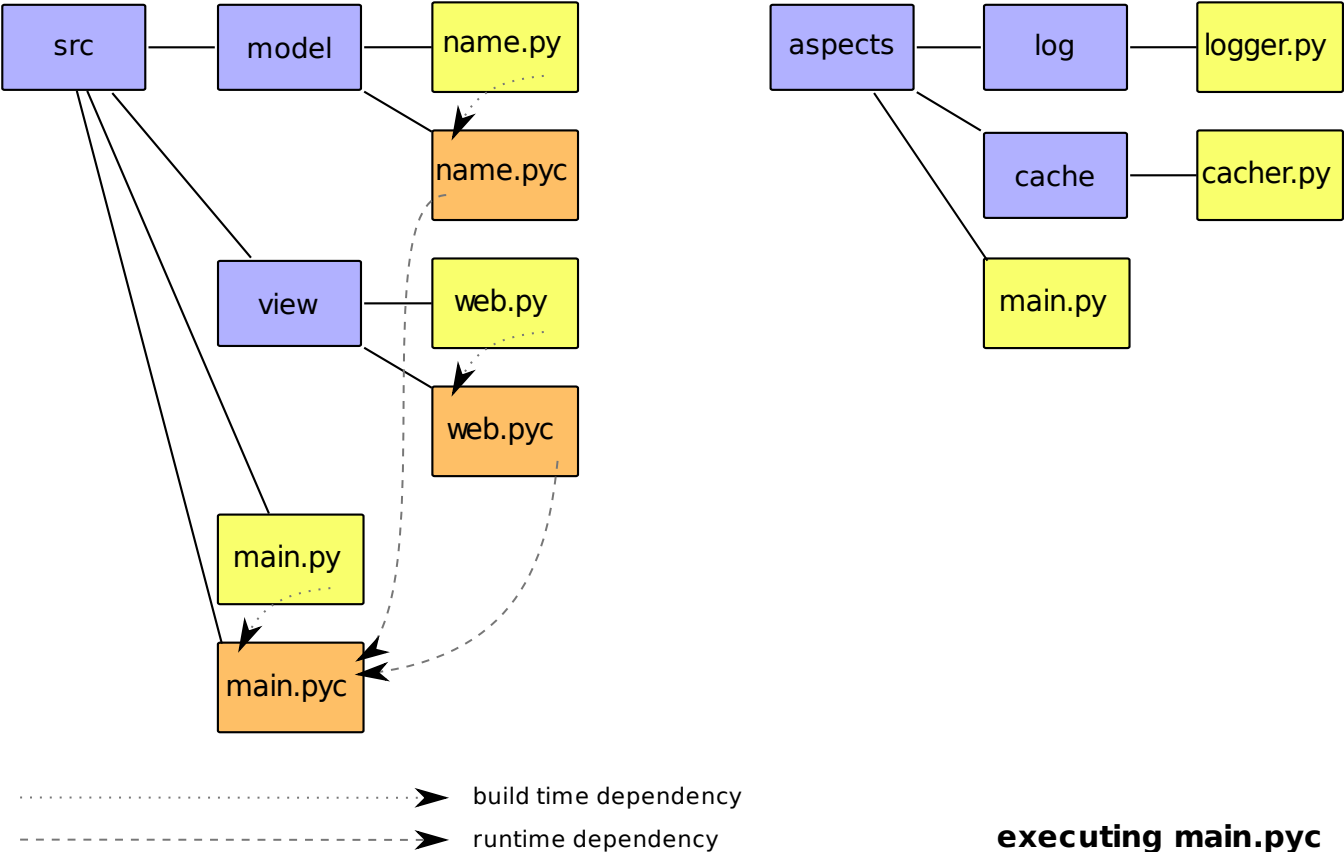 src
model
name.py
name.pyc
view
web.py
web.pyc
main.py
main.pyc
aspects
log
logger.py
cache
cacher.py
main.py
build time dependency
runtime dependency
executing main.pyc